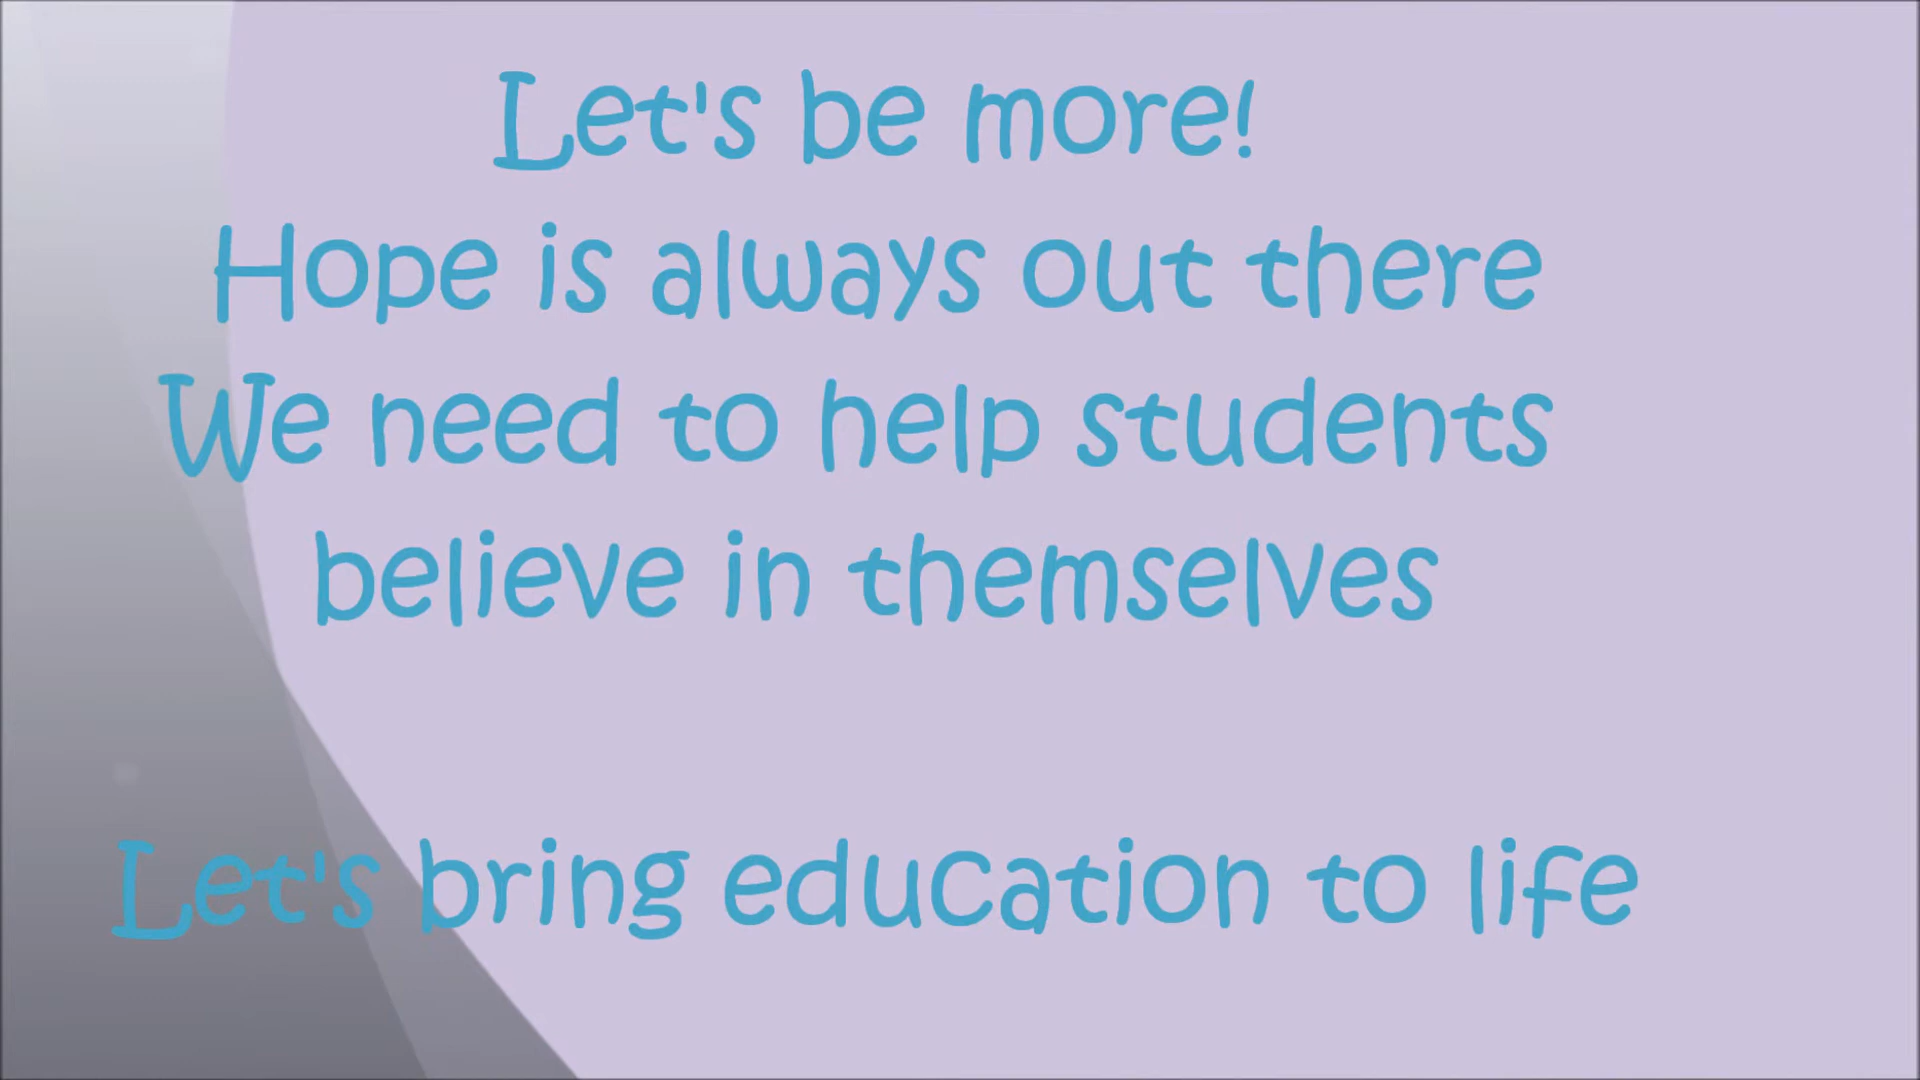 Let's be more!
Hope is always out there
We need to help students
believe in themselves
Let's bring education to life